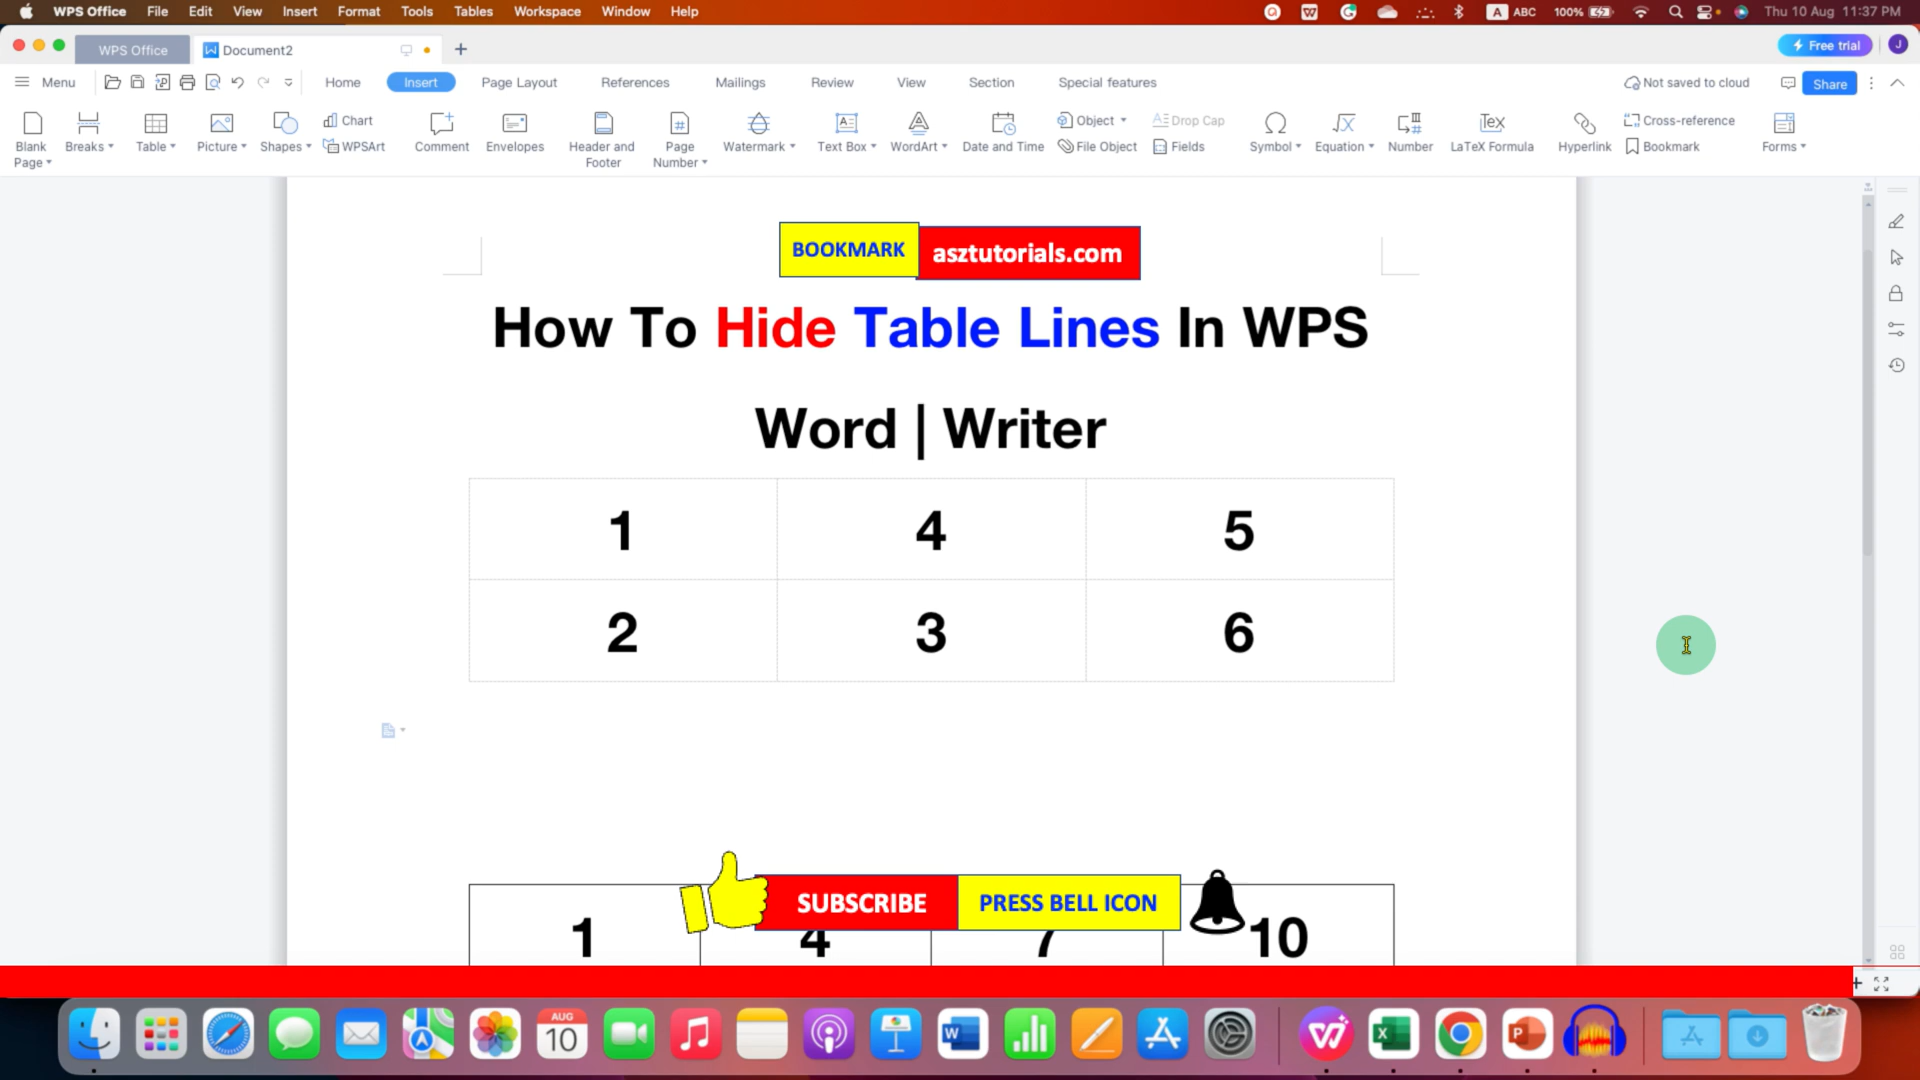 WPS Office File Edit View Insert Format Tools Tables Workspace Window Help
A ABC 100% Thu 10 Aug 11:37 PM
WPS Office Document2 + Free trial J
Menu Home Insert Page Layout References Mailings Review View Section Special features Not saved to cloud Share
Chart Object Drop Cap Cross-reference
Blank Page Breaks Table Picture Shapes WPSArt Comment Envelopes Header and Footer Page Number Watermark Text Box WordArt Date and Time File Object Fields Symbol Equation Number LaTeX Formula Hyperlink Bookmark Forms
BOOKMARK asztutorials.com
How To Hide Table Lines In WPS
Word | Writer
1 4 5
2 3 6
SUBSCRIBE PRESS BELL ICON
1 4 7 10
AUG
10